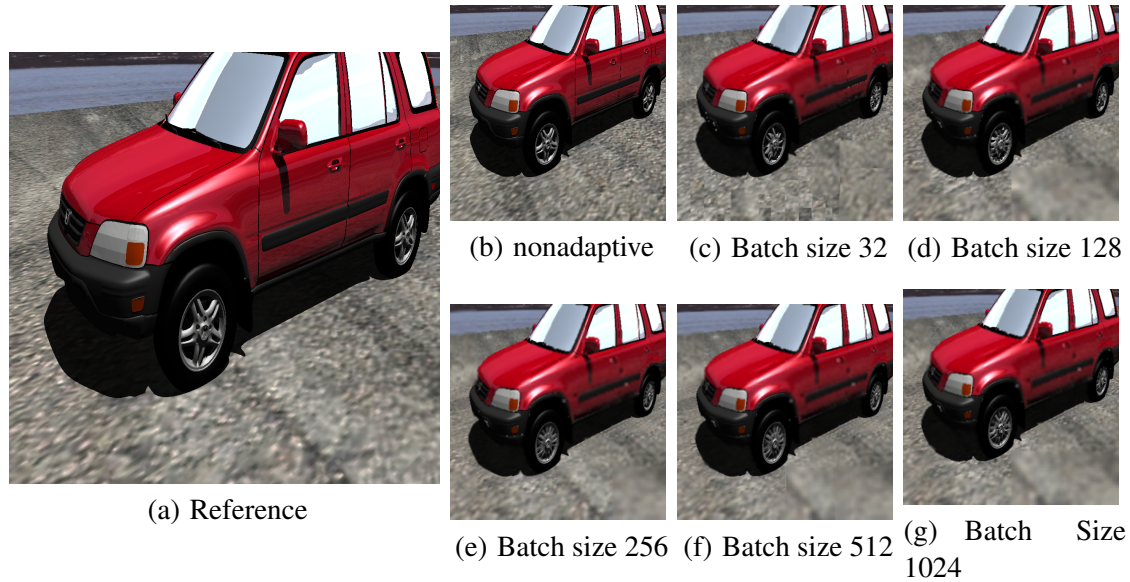 (a) Reference
(b) nonadaptive
(c) Batch size 32
(d) Batch size 128
(e) Batch size 256
(f) Batch size 512
(g) Batch Size
1024